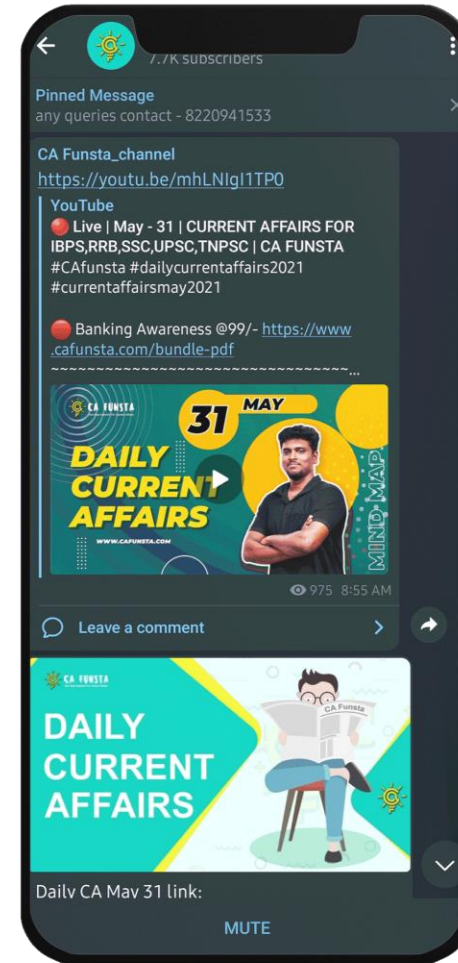 7.7K subscribers
Pinned Message
any queries contact - 8220941533
CA Funsta_channel
https://youtu.be/mhLNIgI1TP0
YouTube
🔴 Live | May - 31 | CURRENT AFFAIRS FOR
IBPS,RRB,SSC,UPSC,TNPSC | CA FUNSTA
#CAfunsta #dailycurrentaffairs2021
#currentaffairsmay2021
🔴 Banking Awareness @99/- https://www
.cafunsta.com/bundle-pdf
~~~~~~~~~~~~~~~~~~~~~~~~~~~~~~~~~...
CA FUNSTA
31 MAY
DAILY
CURRENT
AFFAIRS
WWW.CAFUNSTA.COM
MIND MAP
975 8:55 AM
Leave a comment
CA FUNSTA
DAILY
CURRENT
AFFAIRS
CA Funsta
Daily CA May 31 link:
MUTE